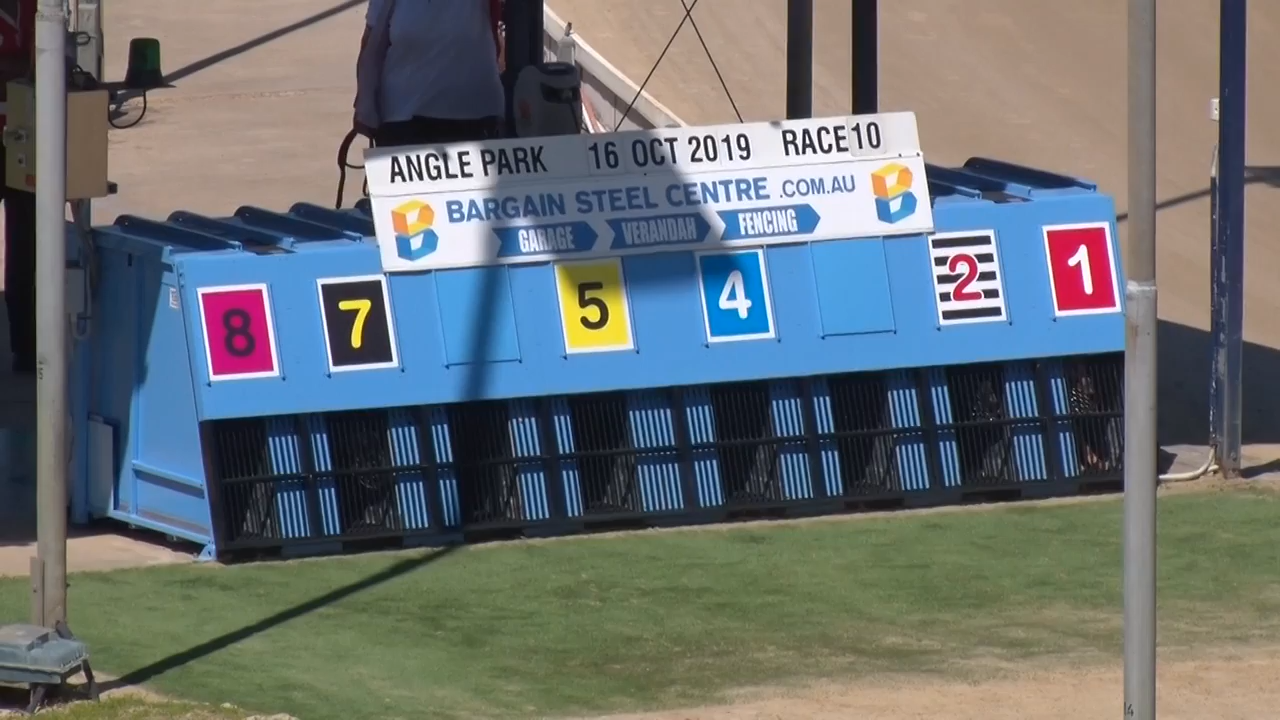 ANGLE PARK 16 OCT 2019 RACE 10
BARGAIN STEEL CENTRE .COM.AU
GARAGE VERANDAH FENCING
8 7 5 4 2 1